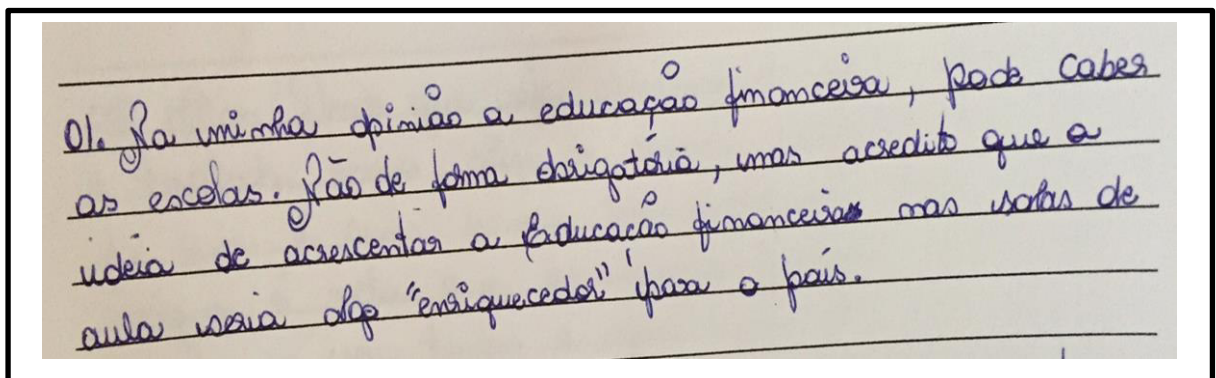 01. Na minha opinião a educação financeira, pode caber
as escolas. Não de forma obrigatória, mas acredito que a
ideia de acrescentar a Educação financeira nas salas de
aula seria algo "enriquecedor" para o país.